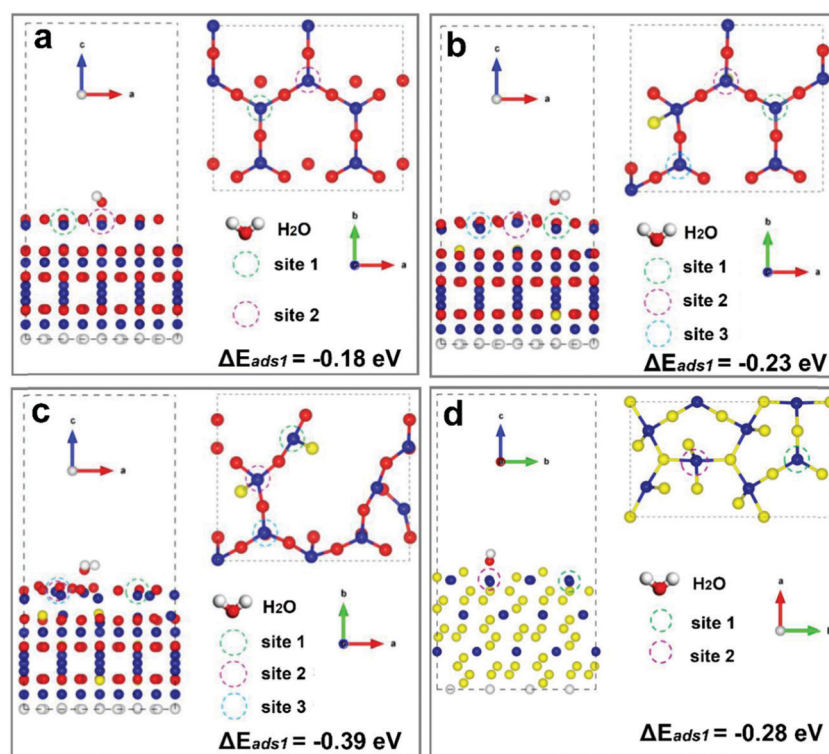 a
c
a
H2O
b
site 1
a
site 2
ΔEads1 = -0.18 eV
b
c
a
H2O
b
site 1
site 2
a
site 3
ΔEads1 = -0.23 eV
c
c
a
H2O
b
site 1
site 2
a
site 3
ΔEads1 = -0.39 eV
d
c
b
H2O
a
site 1
site 2
ΔEads1 = -0.28 eV